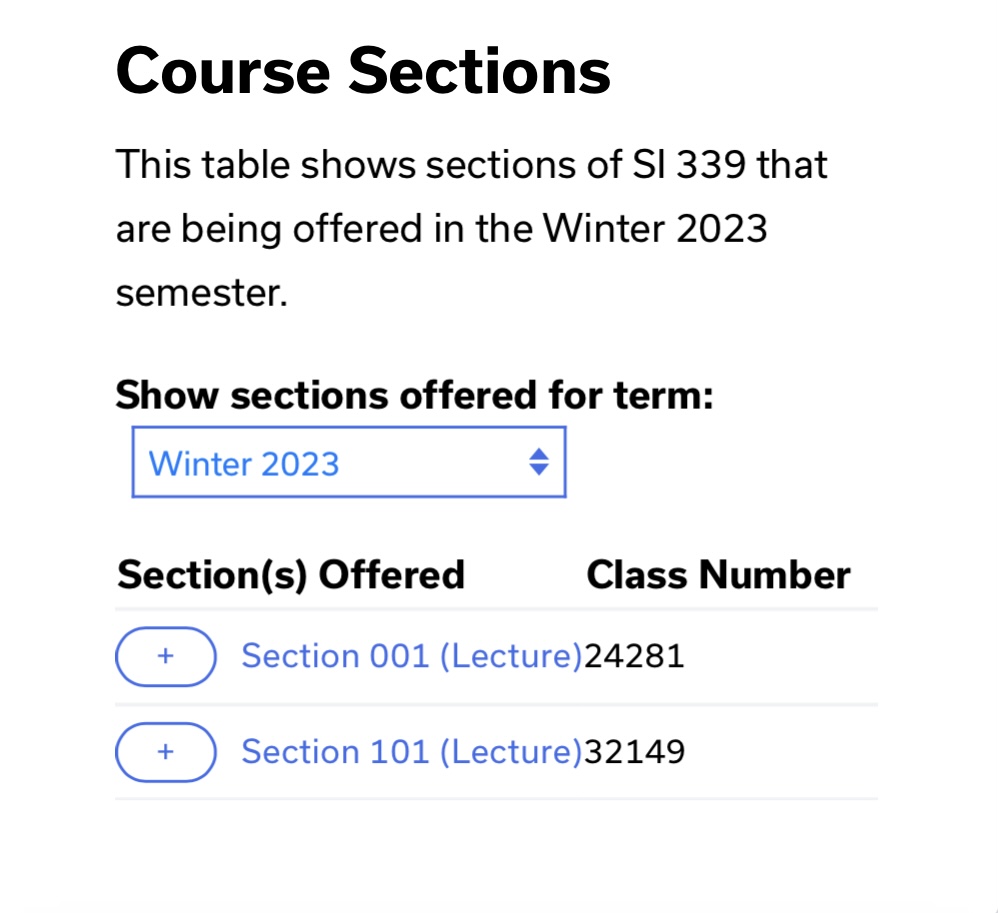 Course Sections
This table shows sections of SI 339 that
are being offered in the Winter 2023
semester.
Show sections offered for term:
Winter 2023
Section(s) Offered Class Number
+ Section 001 (Lecture) 24281
+ Section 101 (Lecture) 32149